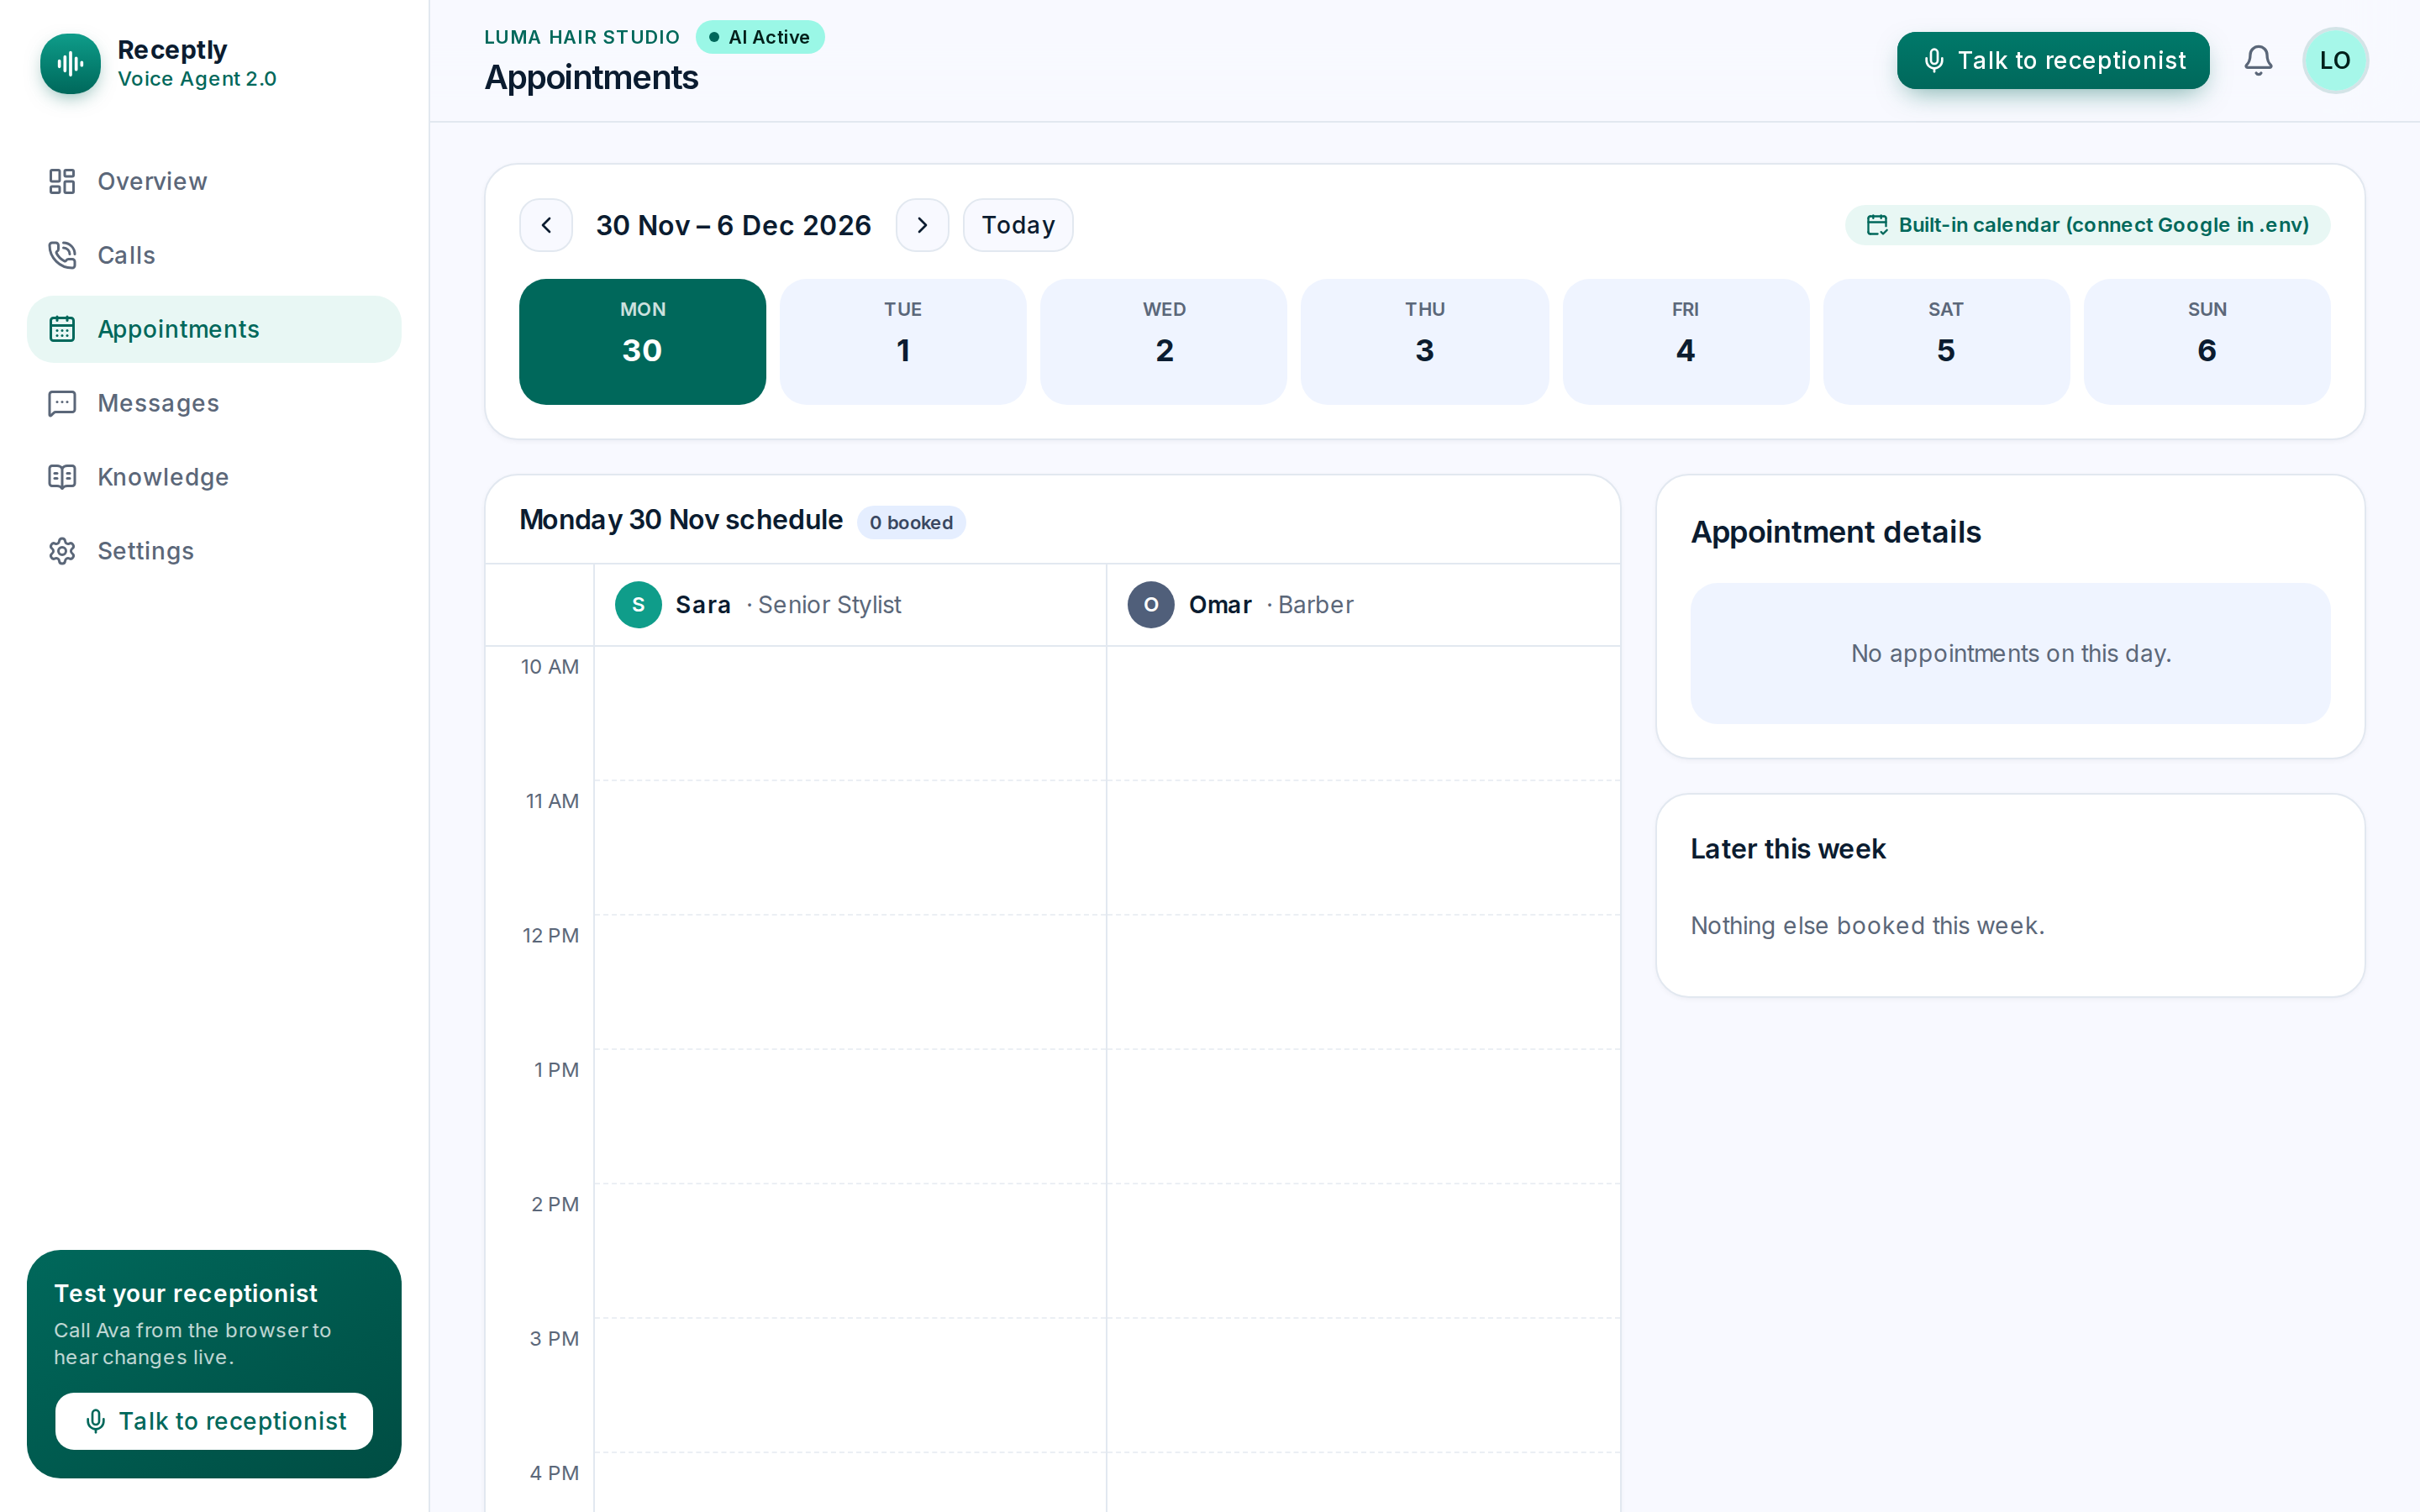 Receptly
Voice Agent 2.0
Overview
Calls
Appointments
Messages
Knowledge
Settings
Test your receptionist
Call Ava from the browser to
hear changes live.
Talk to receptionist
LUMA HAIR STUDIO
AI Active
Appointments
Talk to receptionist
LO
30 Nov – 6 Dec 2026
Today
Built-in calendar (connect Google in .env)
MON
30
TUE
1
WED
2
THU
3
FRI
4
SAT
5
SUN
6
Monday 30 Nov schedule
0 booked
S
Sara · Senior Stylist
O
Omar · Barber
10 AM
11 AM
12 PM
1 PM
2 PM
3 PM
4 PM
Appointment details
No appointments on this day.
Later this week
Nothing else booked this week.